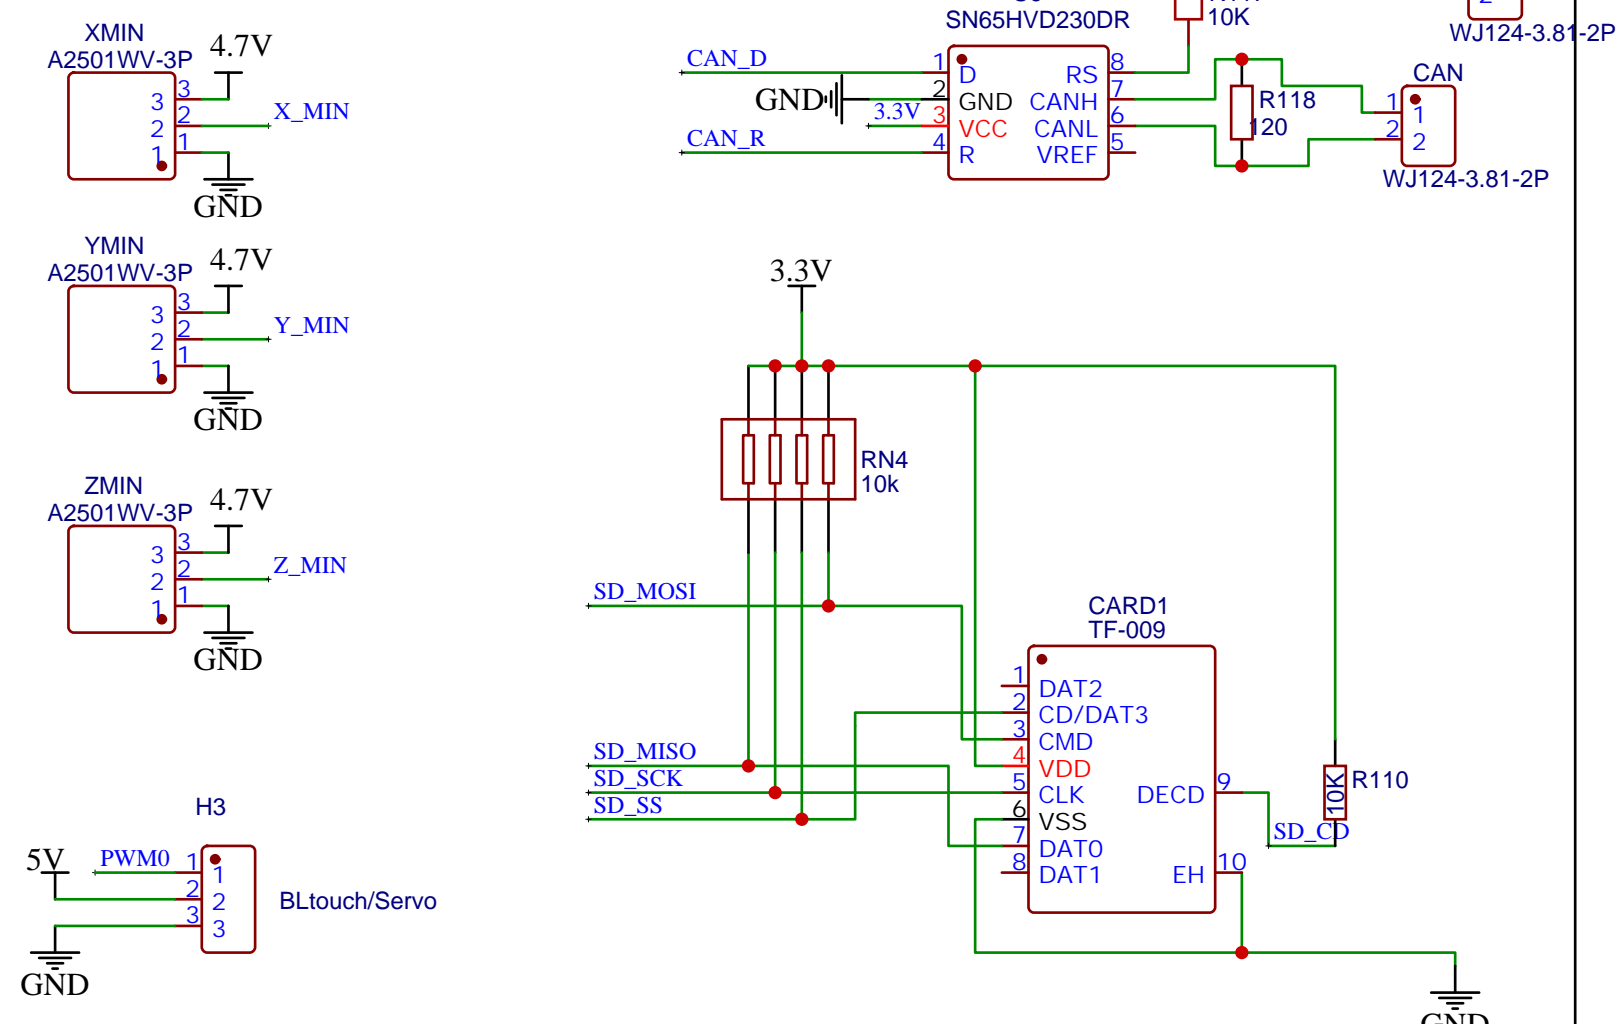 XMIN
A2501WV-3P
4.7V
3
3
2
2
1
1
X_MIN
GND
YMIN
A2501WV-3P
4.7V
3
3
2
2
1
1
Y_MIN
GND
ZMIN
A2501WV-3P
4.7V
3
3
2
2
1
1
Z_MIN
GND
H3
5V
PWM0
1
1
2
2
3
3
BLtouch/Servo
GND
SN65HVD230DR
10K
CAN_D
GND
3.3V
CAN_R
1
D
2
GND
3
VCC
4
R
RS
8
CANH
7
CANL
6
VREF
5
R118
120
WJ124-3.81-2P
CAN
1
1
2
2
WJ124-3.81-2P
3.3V
RN4
10k
SD_MOSI
SD_MISO
SD_SCK
SD_SS
CARD1
TF-009
1
DAT2
2
CD/DAT3
3
CMD
4
VDD
5
CLK
6
VSS
7
DAT0
8
DAT1
DECD
9
EH
10
SD_CD
10K
R110
GND